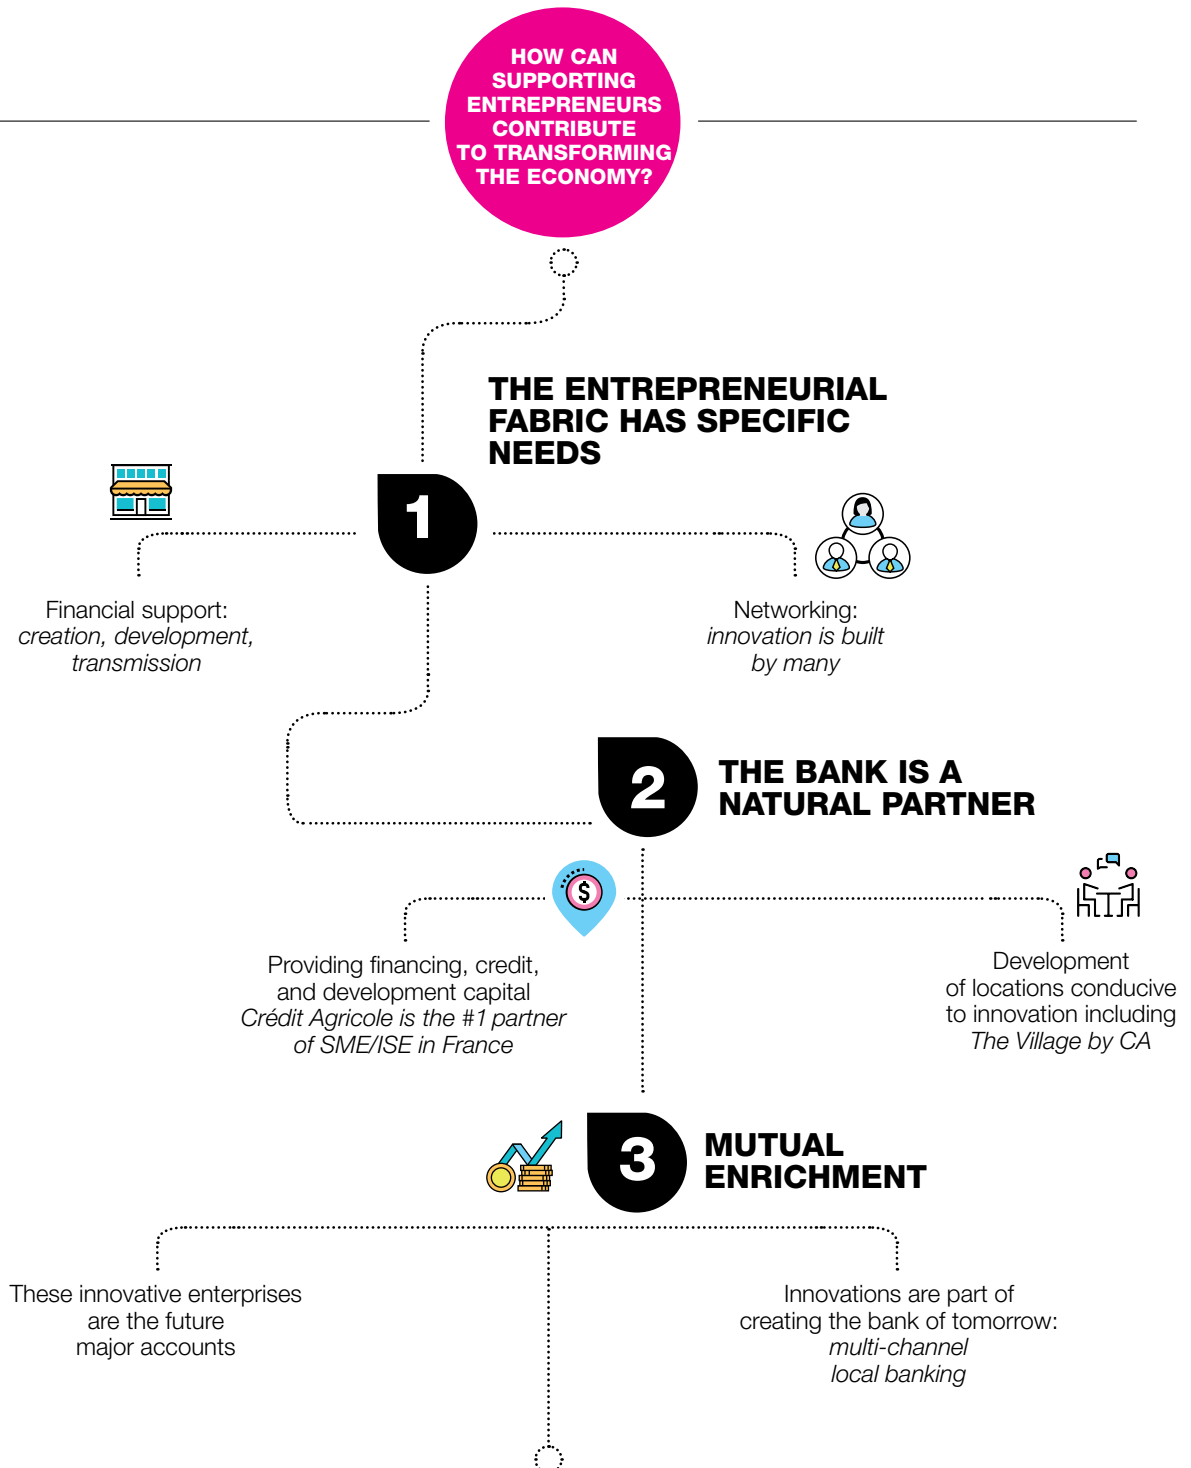 HOW CAN
SUPPORTING
ENTREPRENEURS
CONTRIBUTE
TO TRANSFORMING
THE ECONOMY?
THE ENTREPRENEURIAL
FABRIC HAS SPECIFIC
NEEDS
1
Financial support:
creation, development,
transmission
Networking:
innovation is built
by many
2
THE BANK IS A
NATURAL PARTNER
$
Providing financing, credit,
and development capital
Crédit Agricole is the #1 partner
of SME/ISE in France
Development
of locations conducive
to innovation including
The Village by CA
3
MUTUAL
ENRICHMENT
These innovative enterprises
are the future
major accounts
Innovations are part of
creating the bank of tomorrow:
multi-channel
local banking